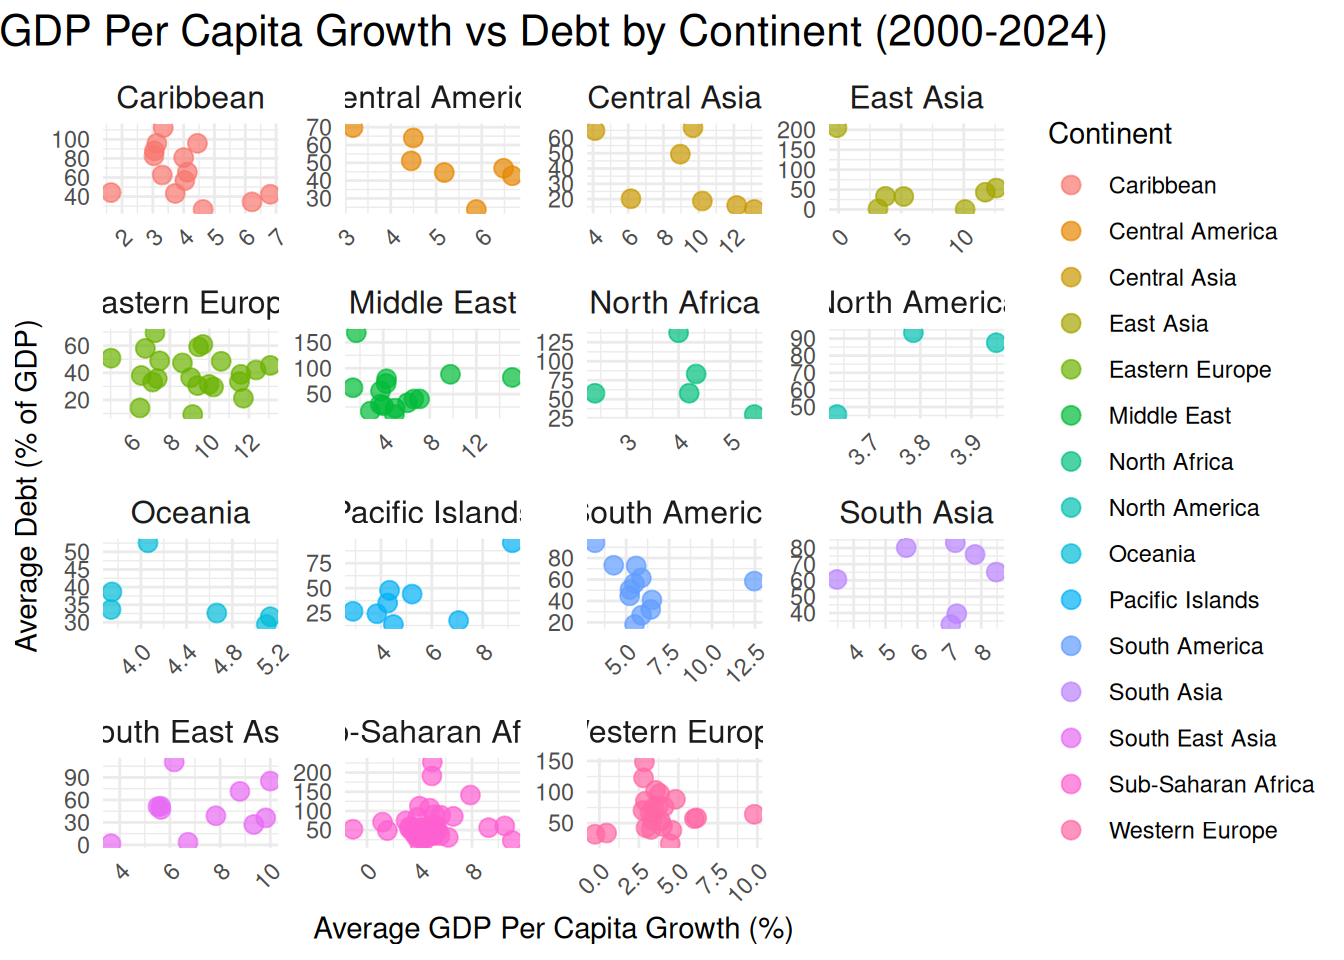 GDP Per Capita Growth vs Debt by Continent (2000-2024)
Caribbean
entral Americ
Central Asia
East Asia
100
80
60
40
2 3 4 5 6 7
70
60
50
40
30
3 4 5 6
60
50
40
30
20
4 6 8 10 12
200
150
100
50
0
0 5 10
astern Europ
Middle East
North Africa
North America
60
40
20
6 8 10 12
150
100
50
4 8 12
125
100
75
50
25
3 4 5
90
80
70
60
50
3.7 3.8 3.9
Oceania
Pacific Islands
South Americ
South Asia
50
45
40
35
30
4.0 4.4 4.8 5.2
75
50
25
4 6 8
80
60
40
20
5.0 7.5 10.0 12.5
80
70
60
50
40
4 5 6 7 8
outh East As
o-Saharan Af
Western Europ
90
60
30
0
4 6 8 10
200
150
100
50
0 4 8
150
100
50
0.0 2.5 5.0 7.5 10.0
Average Debt (% of GDP)
Average GDP Per Capita Growth (%)
Continent
Caribbean
Central America
Central Asia
East Asia
Eastern Europe
Middle East
North Africa
North America
Oceania
Pacific Islands
South America
South Asia
South East Asia
Sub-Saharan Africa
Western Europe